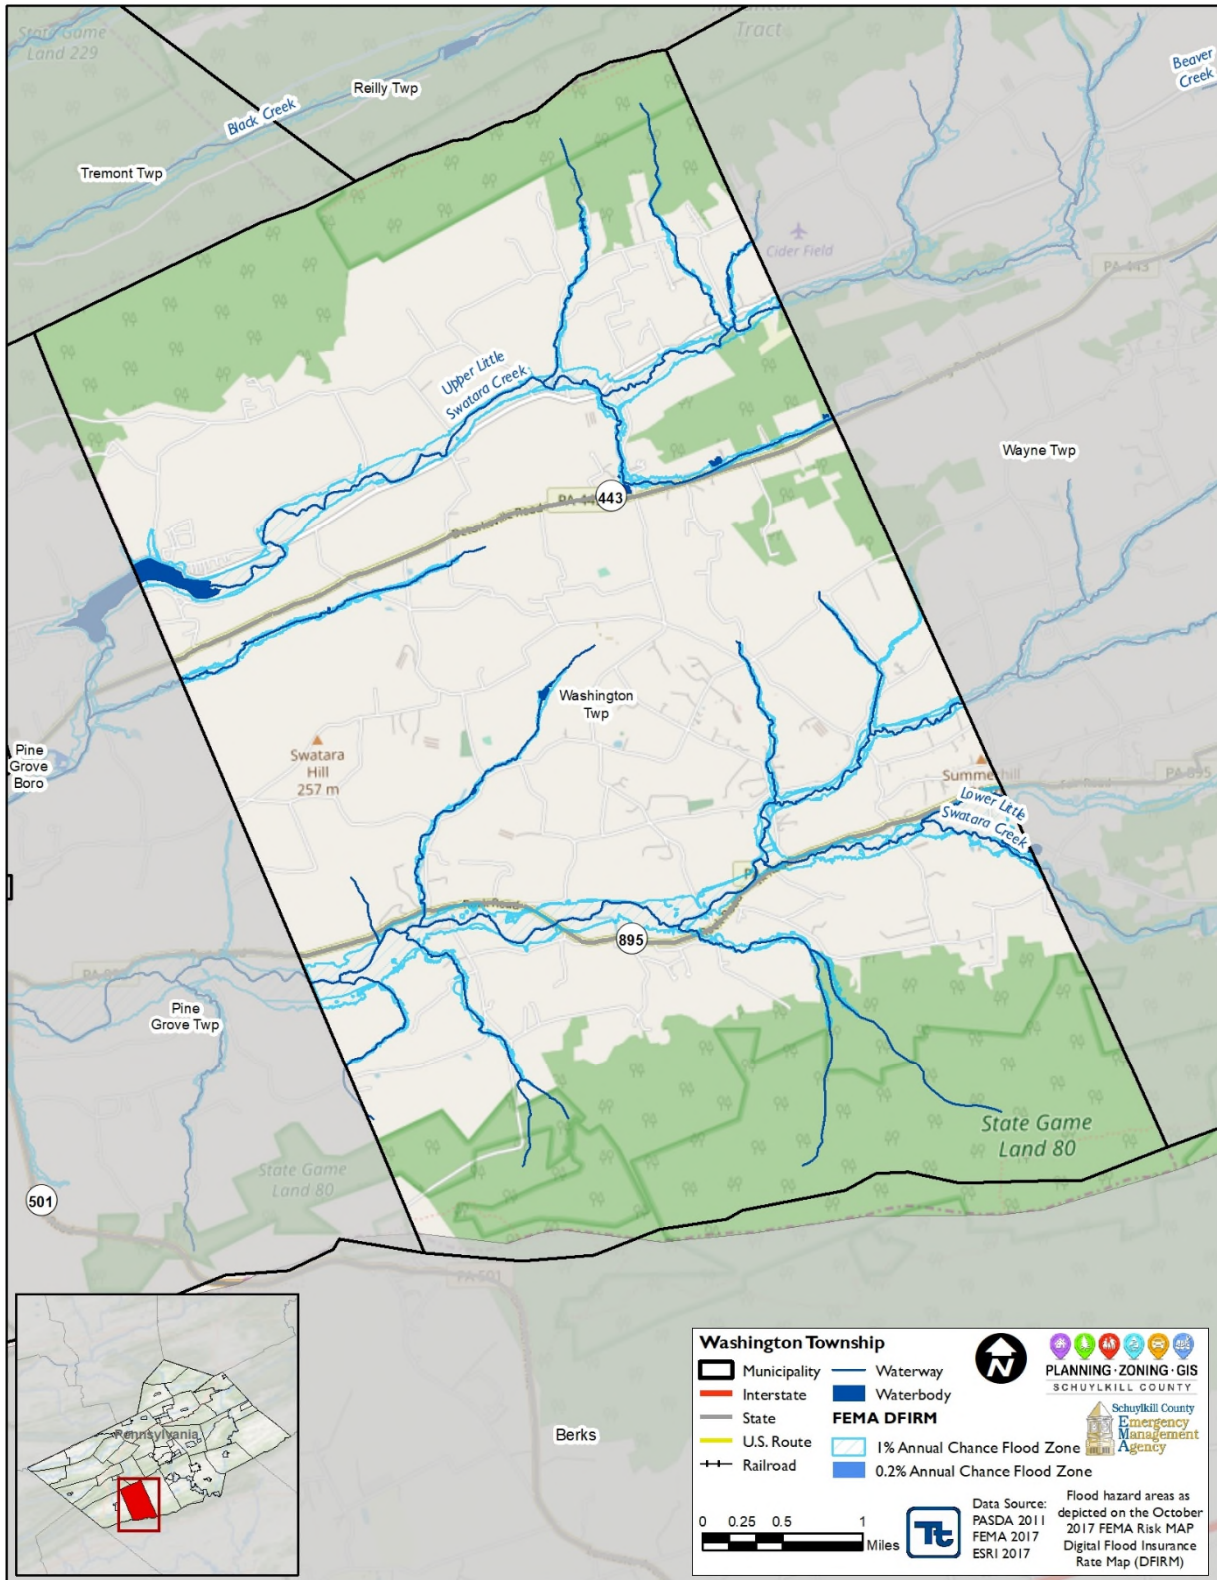 State Game
Land 229
Tract
Reilly Twp
Beaver
Creek
Black Creek
Tremont Twp
Cider Field
PA 443
Upper Little
Swatara Creek
Wayne Twp
443
Swatara
Hill
257 m
Washington
Twp
Pine
Grove
Boro
Summerhill
PA 895
Lower Little
Swatara Creek
895
Pine
Grove Twp
State Game
Land 80
State Game
Land 80
501
PA 501
Berks
Pennsylvania
Washington Township
Municipality
Interstate
State
U.S. Route
Railroad
Waterway
Waterbody
FEMA DFIRM
1% Annual Chance Flood Zone
0.2% Annual Chance Flood Zone
N
PLANNING·ZONING·GIS
SCHUYLKILL COUNTY
Schuylkill County
Emergency
Management
Agency
0 0.25 0.5 1
Miles
Tt
Data Source:
PASDA 2011
FEMA 2017
ESRI 2017
Flood hazard areas as
depicted on the October
2017 FEMA Risk MAP
Digital Flood Insurance
Rate Map (DFIRM)